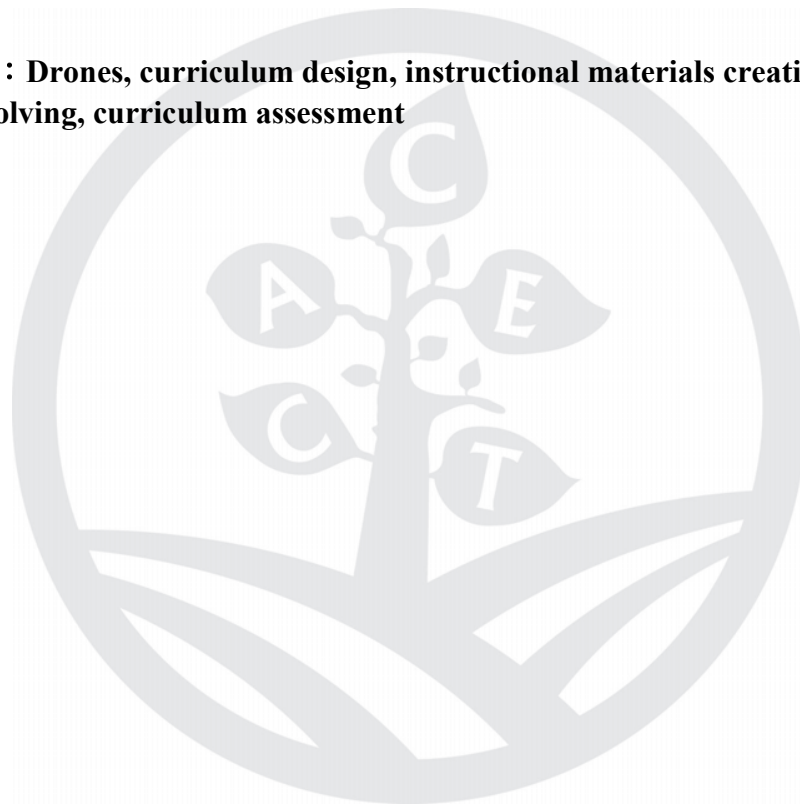 ：Drones, curriculum design, instructional materials creati
olving, curriculum assessment
C
A
E
C
T